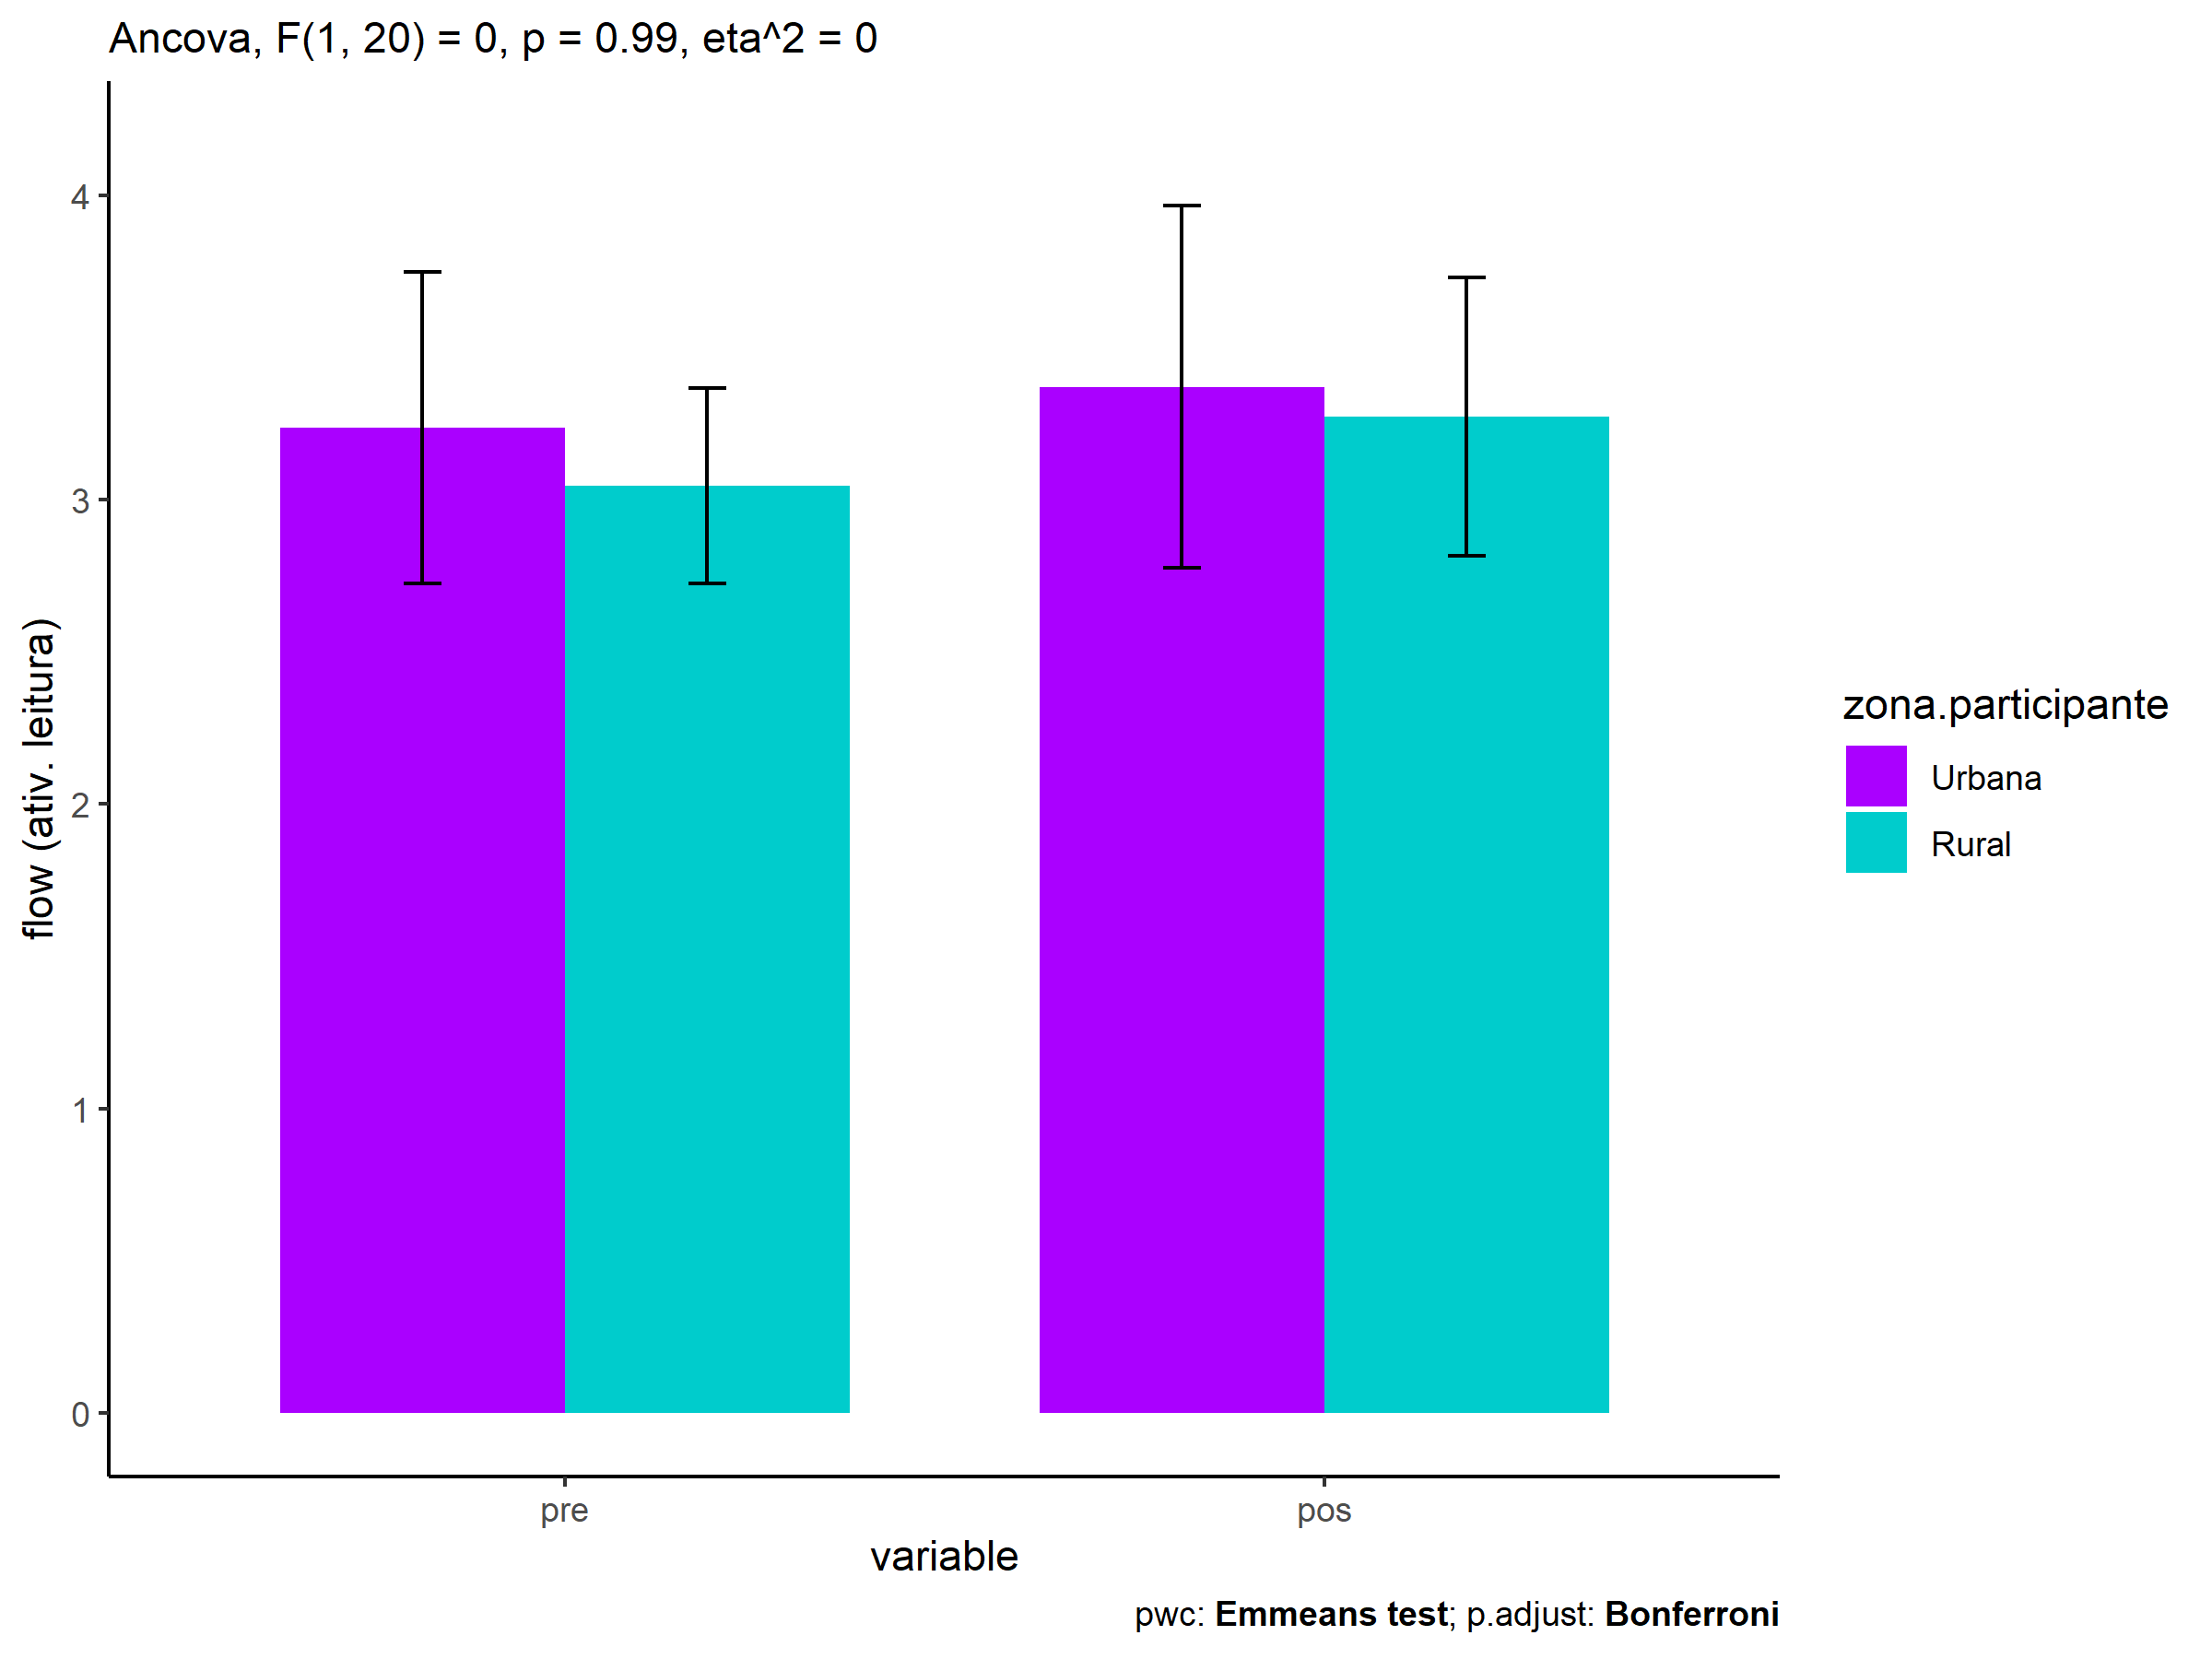 Ancova, F(1, 20) = 0, p = 0.99, eta^2 = 0
flow (ativ. leitura)
4
3
2
1
0
pre
pos
variable
zona.participante
Urbana
Rural
pwc: Emmeans test; p.adjust: Bonferroni